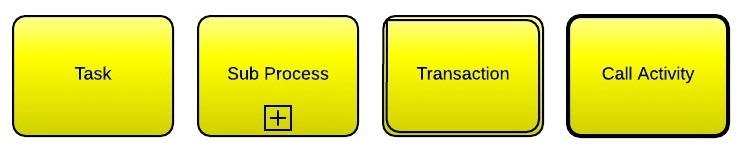 Task
Sub Process
Transaction
Call Activity